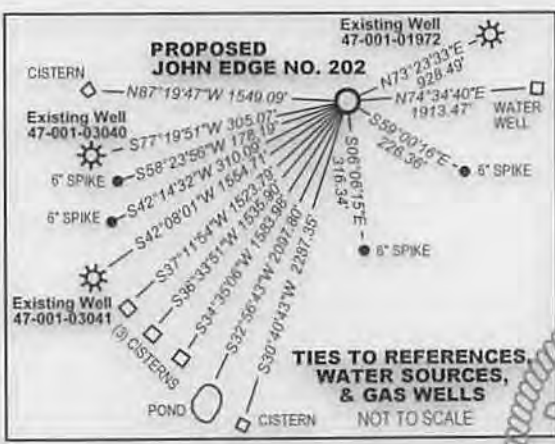 Existing Well
47-001-01972
PROPOSED
JOHN EDGE NO. 202
CISTERN
N87°19'47"W 1549.09'
N73°23'33"E
928.49'
N74°34'40"E
1913.47'
WATER
WELL
Existing Well
47-001-03040
S77°19'51"W 305.07'
S59°00'16"E
226.36'
6" SPIKE
6" SPIKE
S58°23'56"W 178.19'
S42°14'32"W 310.09'
6" SPIKE
S06°06'15"E
316.34'
6" SPIKE
S42°08'01"W 1554.71'
Existing Well
47-001-03041
S37°11'54"W 1523.79'
S36°33'51"W 1535.90'
S34°35'06"W 1583.98'
(3) CISTERNS
S32°56'43"W 2097.80'
S30°40'43"W 2287.35'
POND
CISTERN
TIES TO REFERENCES,
WATER SOURCES,
& GAS WELLS
NOT TO SCALE